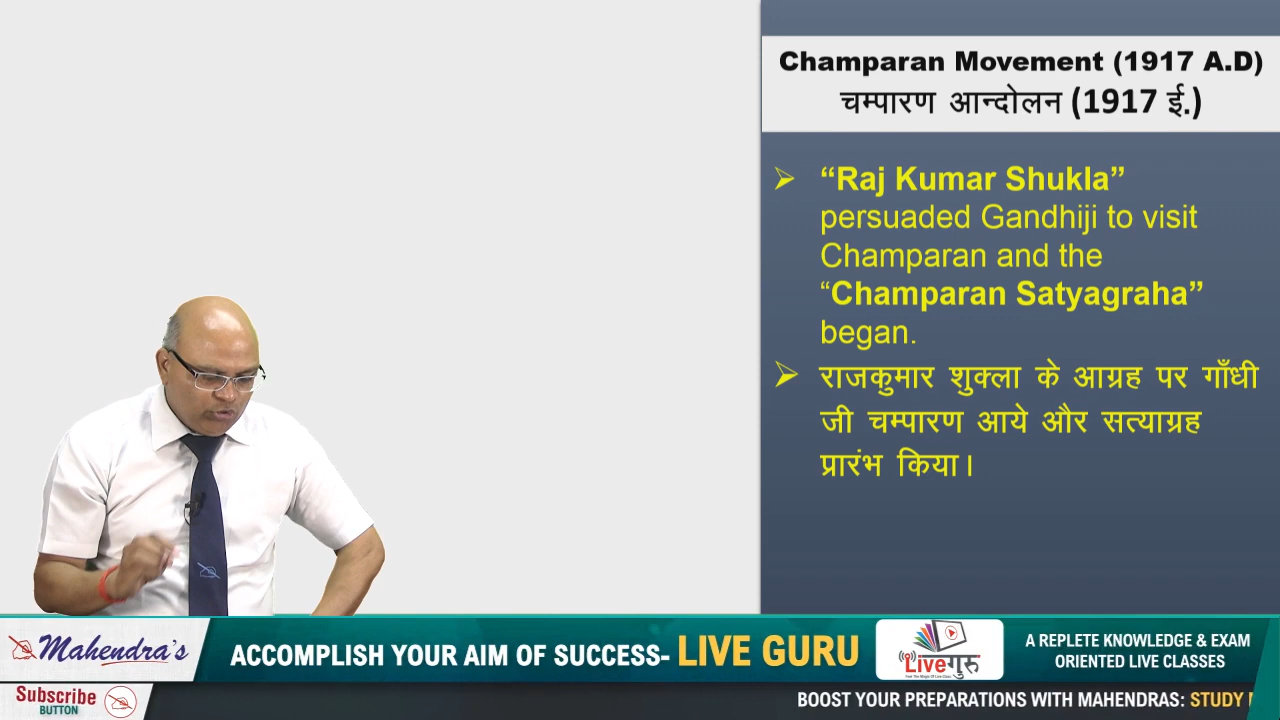 Champaran Movement (1917 A.D)
चम्पारण आन्दोलन (1917 ई.)
➢ “Raj Kumar Shukla”
persuaded Gandhiji to visit
Champaran and the
“Champaran Satyagraha”
began.
➢ राजकुमार शुक्ला के आग्रह पर गाँधी
जी चम्पारण आये और सत्याग्रह
प्रारंभ किया।
Mahendra's
ACCOMPLISH YOUR AIM OF SUCCESS- LIVE GURU
Liveगुरु
A REPLETE KNOWLEDGE & EXAM
ORIENTED LIVE CLASSES
Subscribe
BUTTON
BOOST YOUR PREPARATIONS WITH MAHENDRAS: STUDY